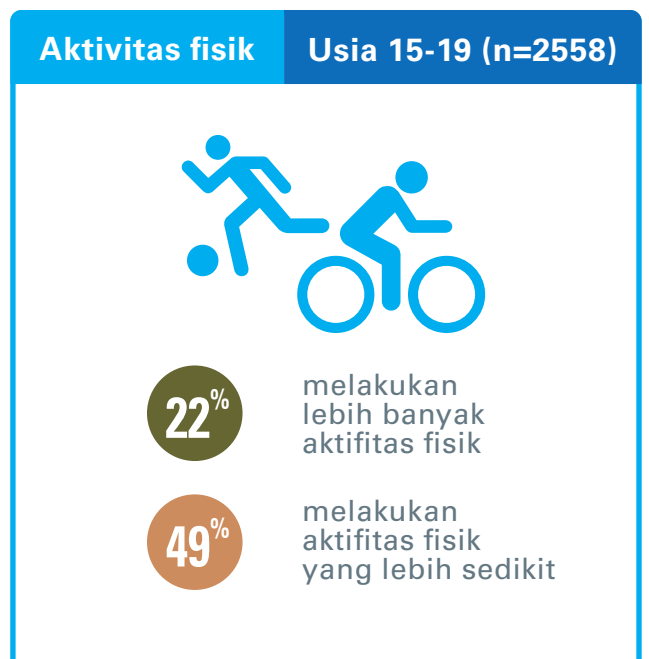 Aktivitas fisik
Usia 15-19 (n=2558)
22%
melakukan
lebih banyak
aktifitas fisik
49%
melakukan
aktifitas fisik
yang lebih sedikit